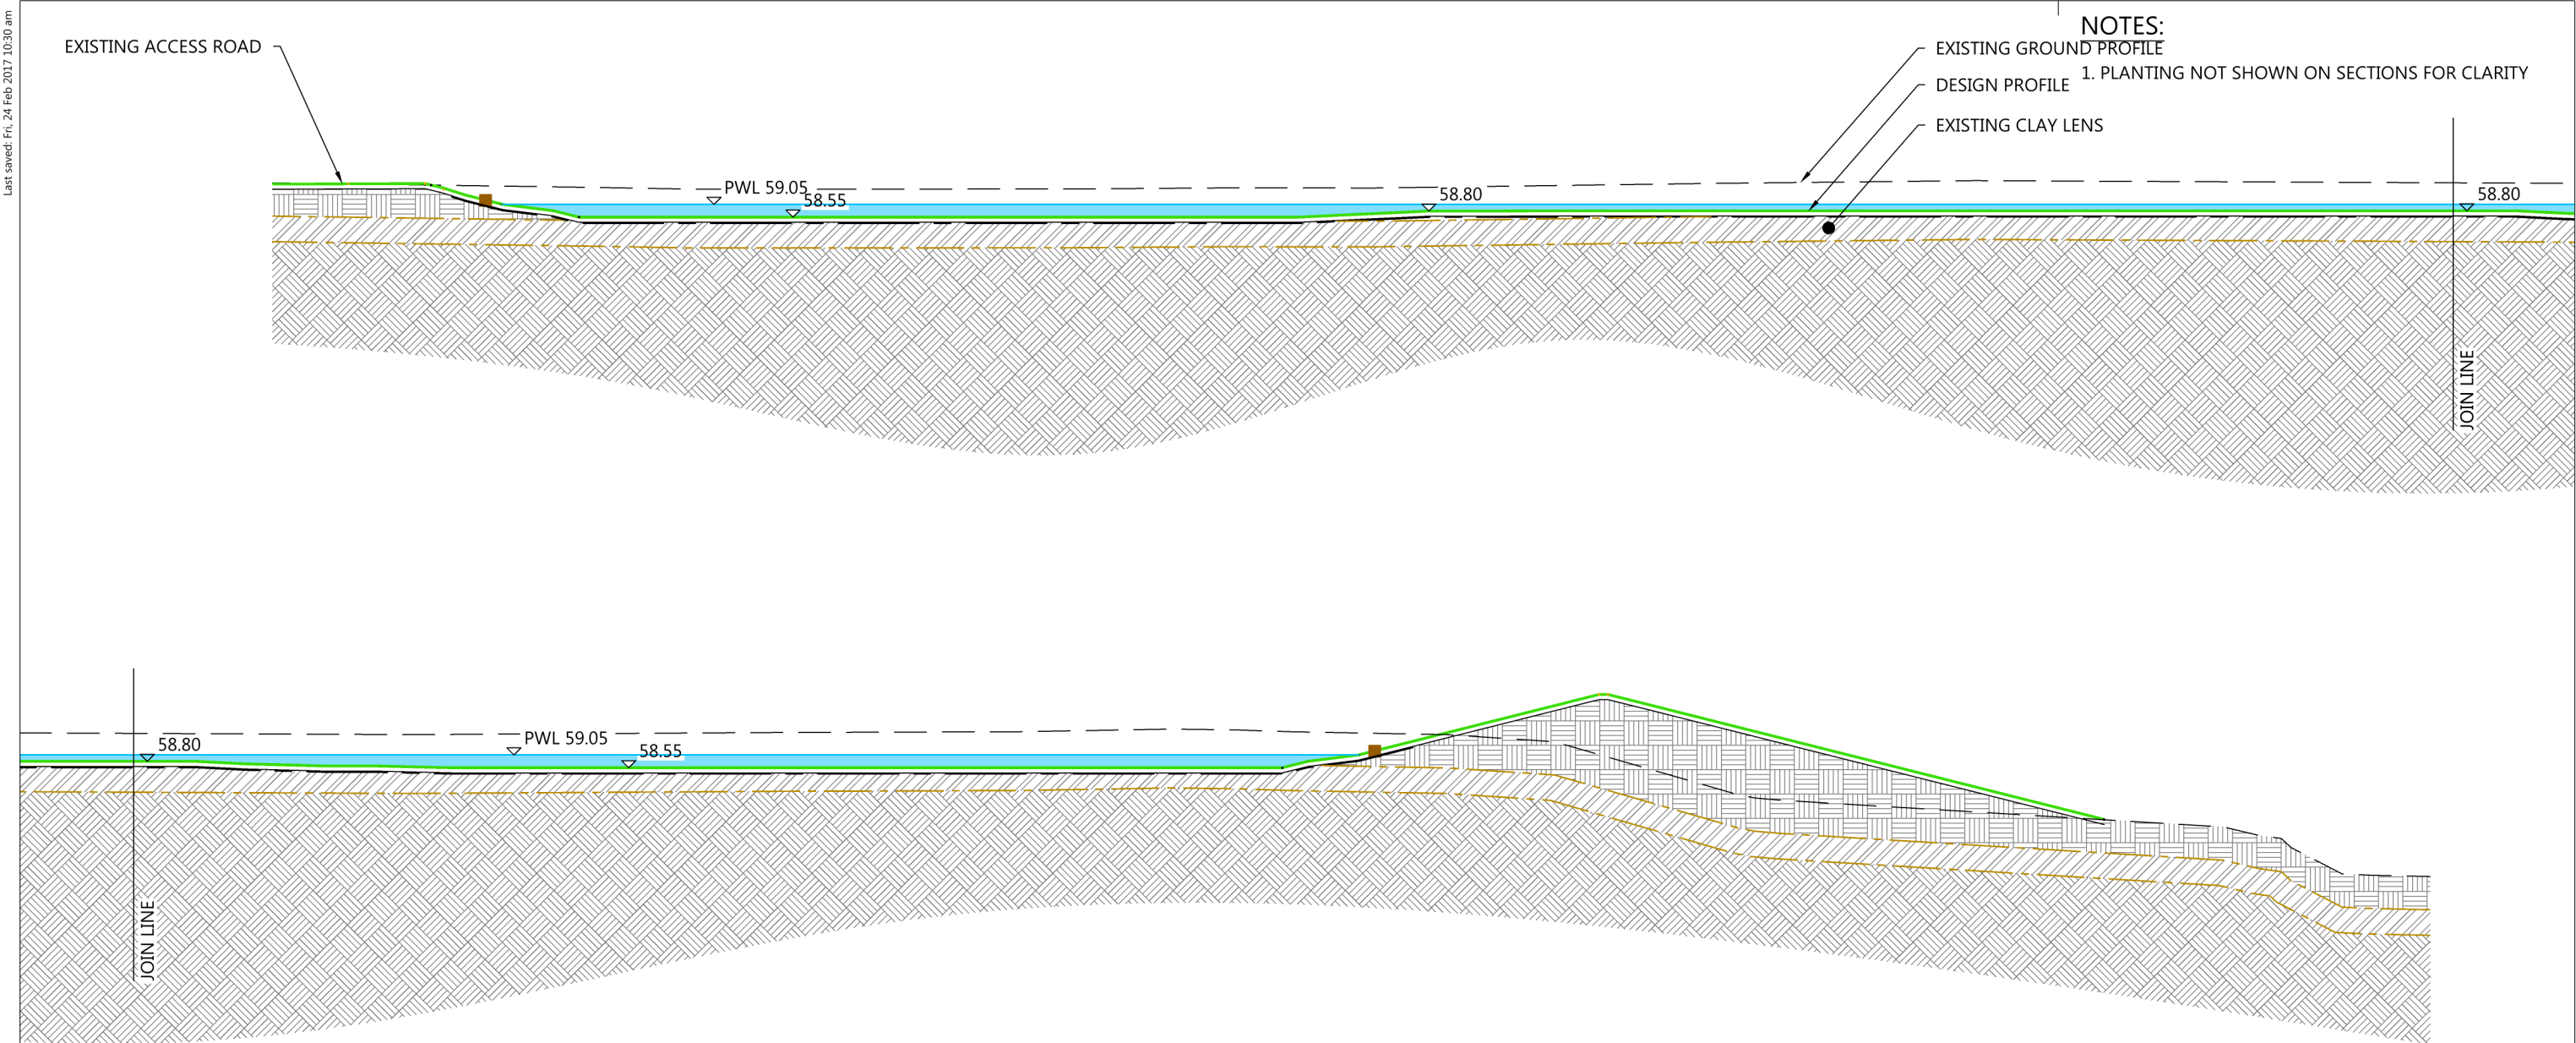 Last saved: Fri, 24 Feb 2017 10:30 am
EXISTING ACCESS ROAD
NOTES:
EXISTING GROUND PROFILE
1. PLANTING NOT SHOWN ON SECTIONS FOR CLARITY
DESIGN PROFILE
EXISTING CLAY LENS
PWL 59.05
58.55
58.80
58.80
JOIN LINE
58.80
PWL 59.05
58.55
JOIN LINE